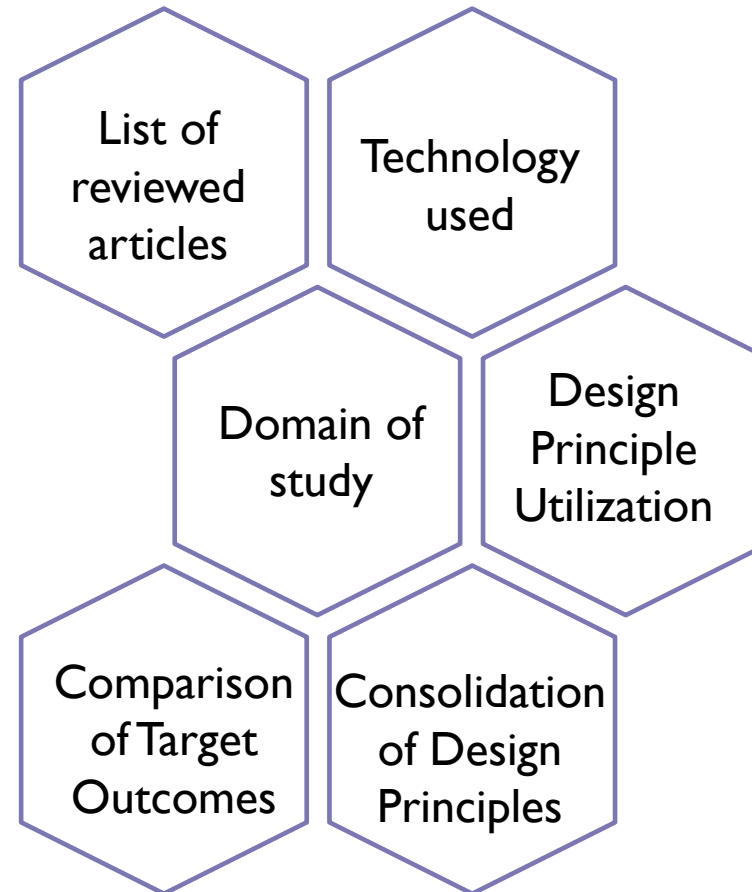 List of
reviewed
articles
Technology
used
Domain of
study
Design
Principle
Utilization
Comparison
of Target
Outcomes
Consolidation
of Design
Principles